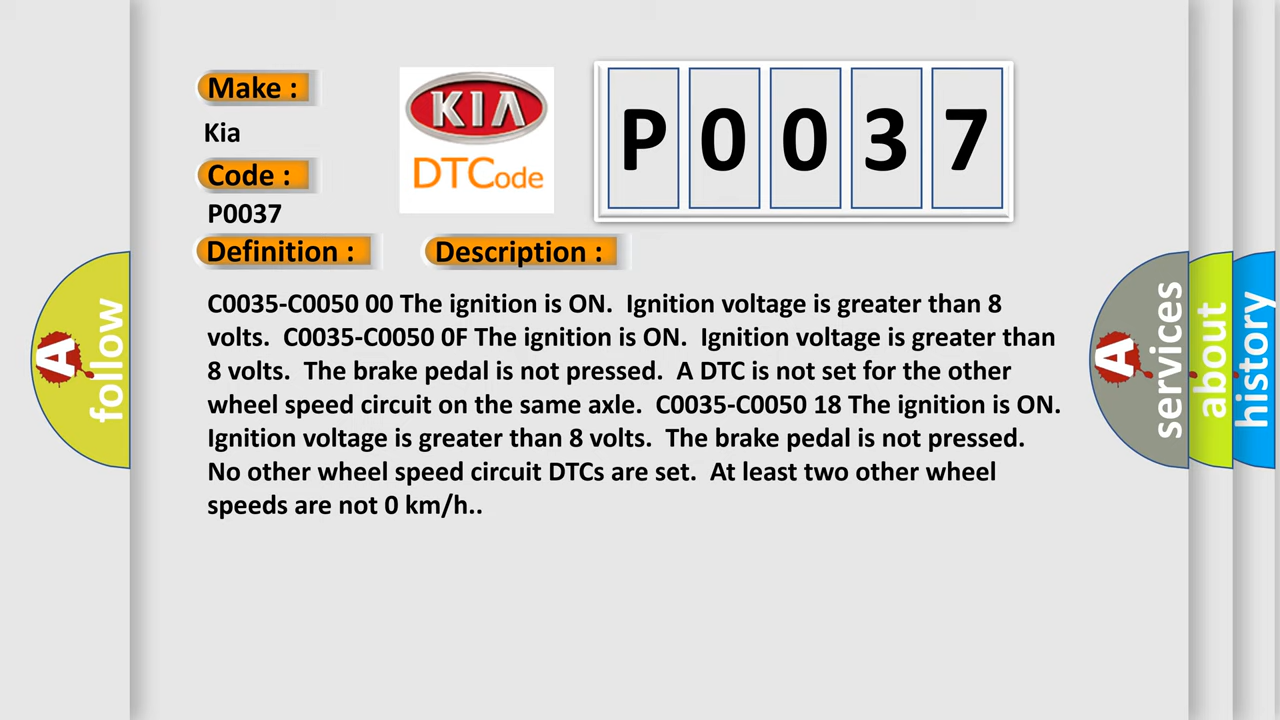 Make :
Kia
Code :
P0037
Definition :
Description :
KIA
DTCode
P0037
C0035-C0050 00 The ignition is ON.  Ignition voltage is greater than 8
volts.  C0035-C0050 0F The ignition is ON.  Ignition voltage is greater than
8 volts.  The brake pedal is not pressed.  A DTC is not set for the other
wheel speed circuit on the same axle.  C0035-C0050 18 The ignition is ON.
Ignition voltage is greater than 8 volts.  The brake pedal is not pressed.
No other wheel speed circuit DTCs are set.  At least two other wheel
speeds are not 0 km/h..
A
follow
A
services
about
history